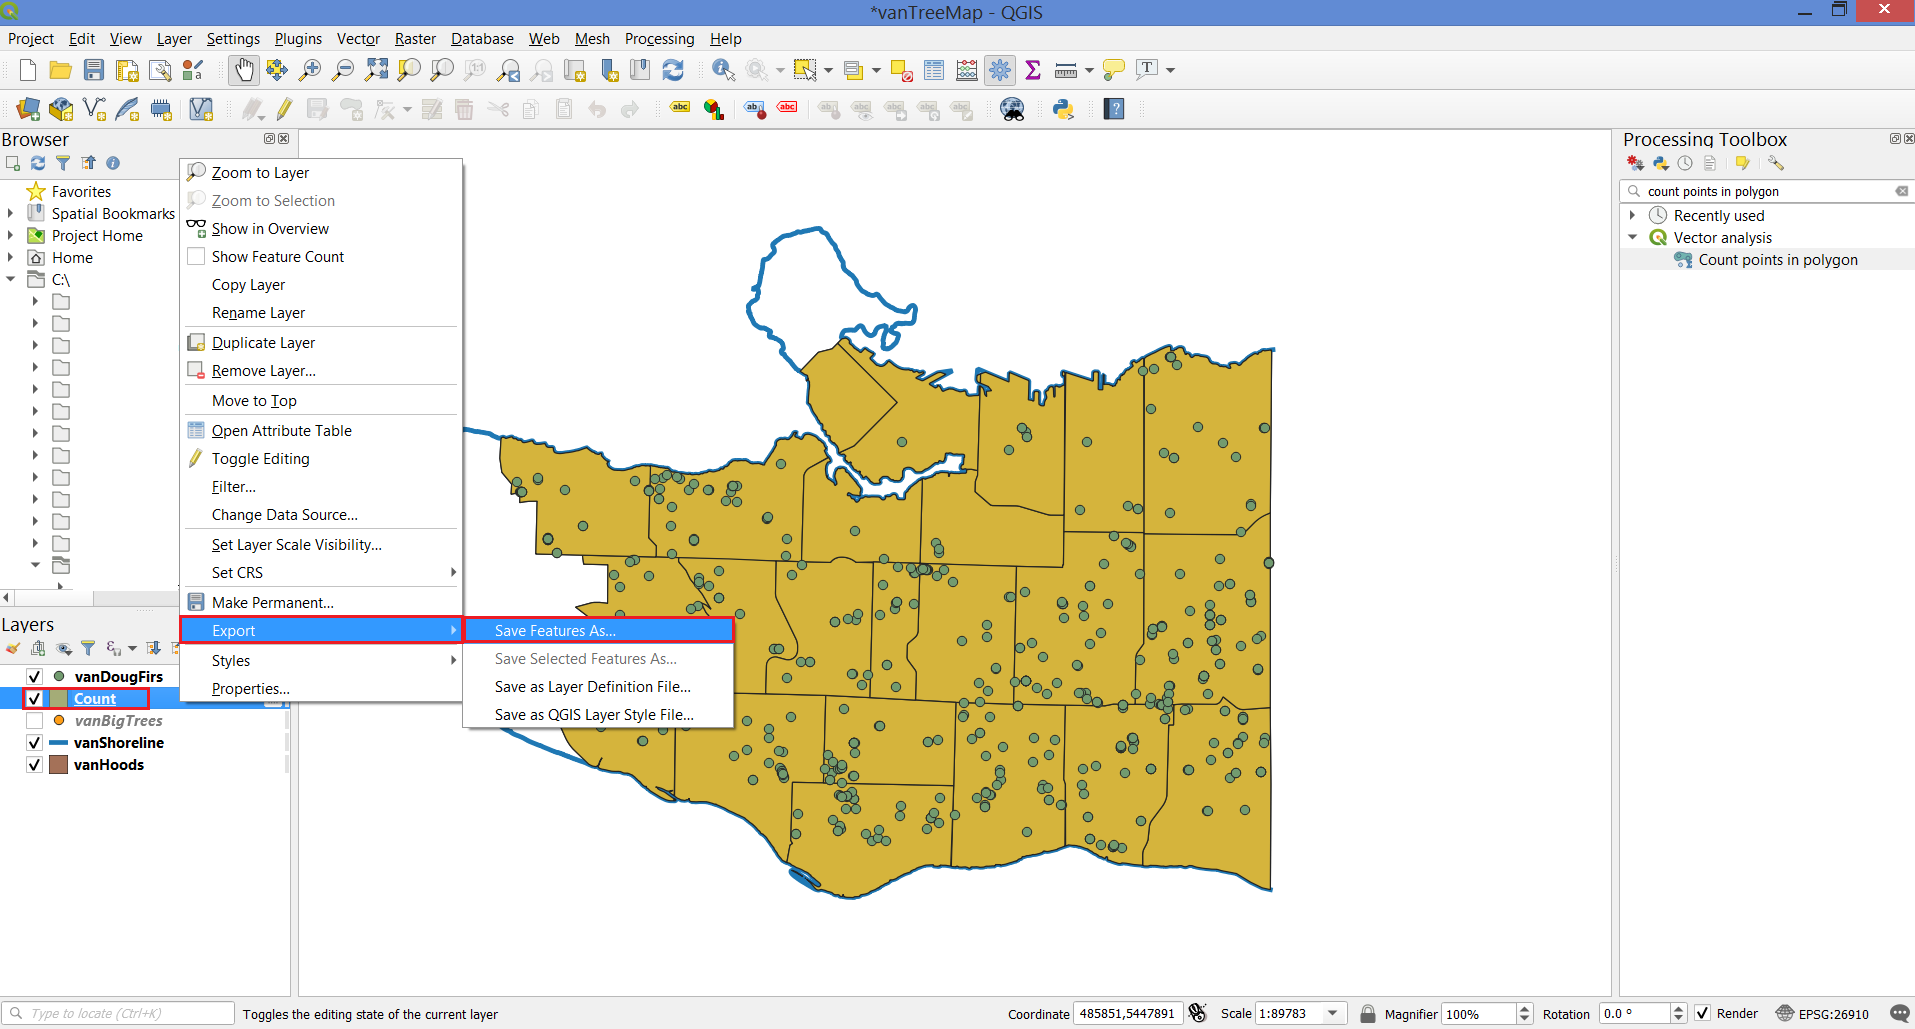 *vanTreeMap - QGIS
Project Edit View Layer Settings Plugins Vector Raster Database Web Mesh Processing Help
Browser
Favorites
Spatial Bookmarks
Project Home
Home
C:\
Zoom to Layer
Zoom to Selection
Show in Overview
Show Feature Count
Copy Layer
Rename Layer
Duplicate Layer
Remove Layer...
Move to Top
Open Attribute Table
Toggle Editing
Filter...
Change Data Source...
Set Layer Scale Visibility...
Set CRS
Make Permanent...
Export
Styles
Properties...
Save Features As...
Save Selected Features As...
Save as Layer Definition File...
Save as QGIS Layer Style File...
Layers
vanDougFirs
Count
vanBigTrees
vanShoreline
vanHoods
Processing Toolbox
count points in polygon
Recently used
Vector analysis
Count points in polygon
Type to locate (Ctrl+K)
Toggles the editing state of the current layer
Coordinate 485851,5447891
Scale 1:89783
Magnifier 100%
Rotation 0.0 °
Render
EPSG:26910